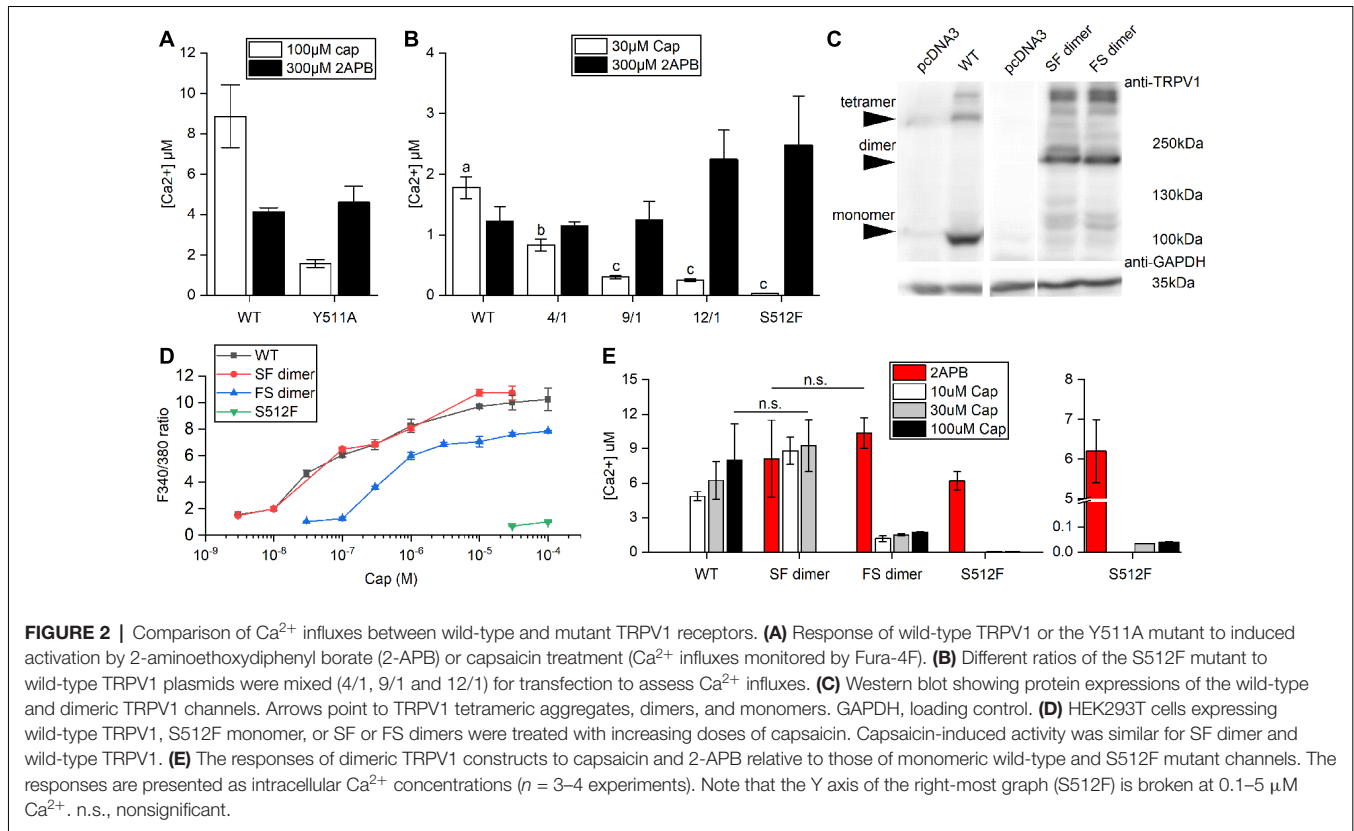 A
100µM cap
300µM 2APB
[Ca2+] µM
12
10
8
6
4
2
0
WT
Y511A
B
30µM Cap
300µM 2APB
[Ca2+] µM
4
3
2
1
0
a
b
c
c
c
WT
4/1
9/1
12/1
S512F
C
pcDNA3
WT
pcDNA3
SF dimer
FS dimer
anti-TRPV1
tetramer
dimer
monomer
250kDa
130kDa
100kDa
anti-GAPDH
35kDa
D
WT
SF dimer
FS dimer
S512F
F340/380 ratio
12
10
8
6
4
2
0
10⁻⁹
10⁻⁸
10⁻⁷
10⁻⁶
10⁻⁵
10⁻⁴
Cap (M)
E
2APB
10uM Cap
30uM Cap
100uM Cap
n.s.
n.s.
[Ca2+] uM
15
12
9
6
3
0
WT
SF dimer
FS dimer
S512F
8
7
6
5
0.1
0.0
S512F
FIGURE 2 | Comparison of Ca²⁺ influxes between wild-type and mutant TRPV1 receptors. (A) Response of wild-type TRPV1 or the Y511A mutant to induced
activation by 2-aminoethoxydiphenyl borate (2-APB) or capsaicin treatment (Ca²⁺ influxes monitored by Fura-4F). (B) Different ratios of the S512F mutant to
wild-type TRPV1 plasmids were mixed (4/1, 9/1 and 12/1) for transfection to assess Ca²⁺ influxes. (C) Western blot showing protein expressions of the wild-type
and dimeric TRPV1 channels. Arrows point to TRPV1 tetrameric aggregates, dimers, and monomers. GAPDH, loading control. (D) HEK293T cells expressing
wild-type TRPV1, S512F monomer, or SF or FS dimers were treated with increasing doses of capsaicin. Capsaicin-induced activity was similar for SF dimer and
wild-type TRPV1. (E) The responses of dimeric TRPV1 constructs to capsaicin and 2-APB relative to those of monomeric wild-type and S512F mutant channels. The
responses are presented as intracellular Ca²⁺ concentrations (n = 3–4 experiments). Note that the Y axis of the right-most graph (S512F) is broken at 0.1–5 µM
Ca²⁺. n.s., nonsignificant.